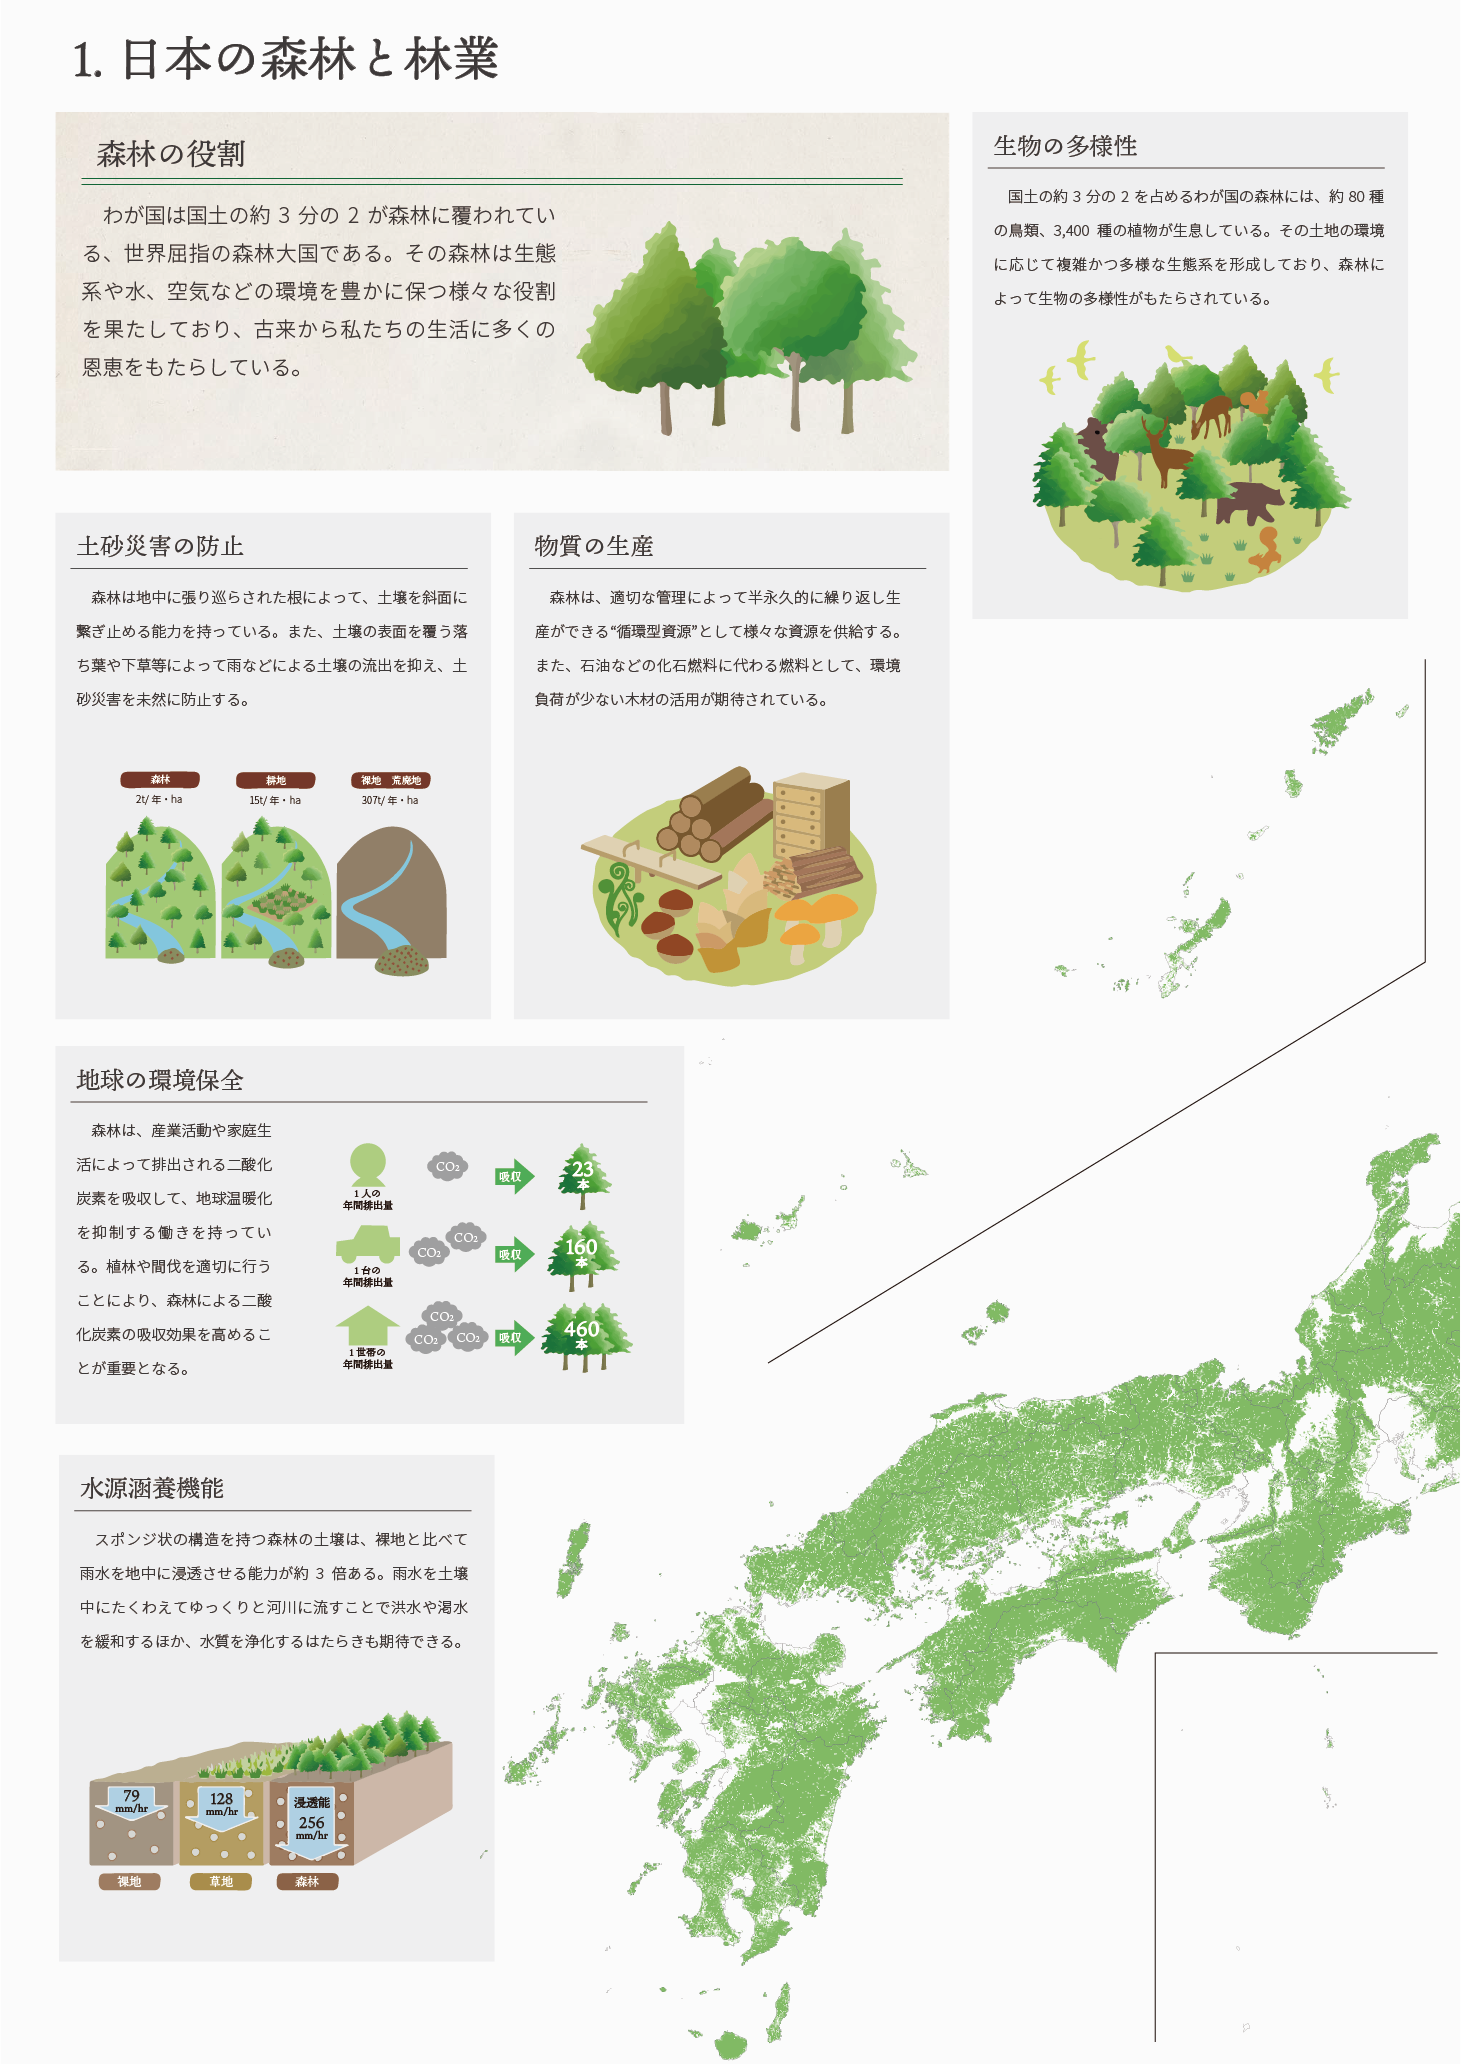 1. 日本の森林と林業
森林の役割
わが国は国土の約 3 分の 2 が森林に覆われてい
る、世界屈指の森林大国である。その森林は生態
系や水、空気などの環境を豊かに保つ様々な役割
を果たしており、古来から私たちの生活に多くの
恩恵をもたらしている。
生物の多様性
国土の約 3 分の 2 を占めるわが国の森林には、約 80 種
の鳥類、3,400 種の植物が生息している。その土地の環境
に応じて複雑かつ多様な生態系を形成しており、森林に
よって生物の多様性がもたらされている。
土砂災害の防止
森林は地中に張り巡らされた根によって、土壌を斜面に
繋ぎ止める能力を持っている。また、土壌の表面を覆う落
ち葉や下草等によって雨などによる土壌の流出を抑え、土
砂災害を未然に防止する。
森林
2t/ 年・ha
耕地
15t/ 年・ha
裸地　荒廃地
307t/ 年・ha
物質の生産
森林は、適切な管理によって半永久的に繰り返し生
産ができる“循環型資源”として様々な資源を供給する。
また、石油などの化石燃料に代わる燃料として、環境
負荷が少ない木材の活用が期待されている。
地球の環境保全
森林は、産業活動や家庭生
活によって排出される二酸化
炭素を吸収して、地球温暖化
を抑制する働きを持ってい
る。植林や間伐を適切に行う
ことにより、森林による二酸
化炭素の吸収効果を高めるこ
とが重要となる。
1 人の
年間排出量
CO2
吸収
23
本
1 台の
年間排出量
CO2
CO2
吸収
160
本
1 世帯の
年間排出量
CO2
CO2
CO2
吸収
460
本
水源涵養機能
スポンジ状の構造を持つ森林の土壌は、裸地と比べて
雨水を地中に浸透させる能力が約 3 倍ある。雨水を土壌
中にたくわえてゆっくりと河川に流すことで洪水や渇水
を緩和するほか、水質を浄化するはたらきも期待できる。
79
mm/hr
128
mm/hr
浸透能
256
mm/hr
裸地
草地
森林